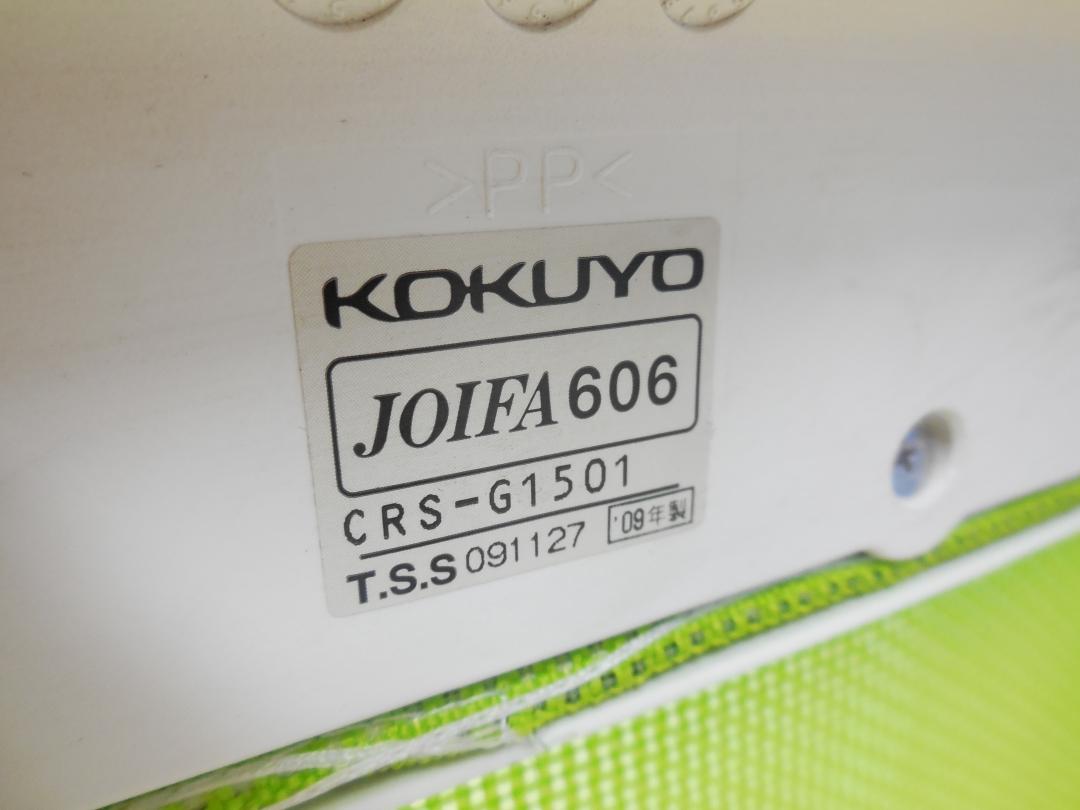 >PP<
KOKUYO
JOIFA 606
CRS-G1501
T.S.S 091127 '09年製